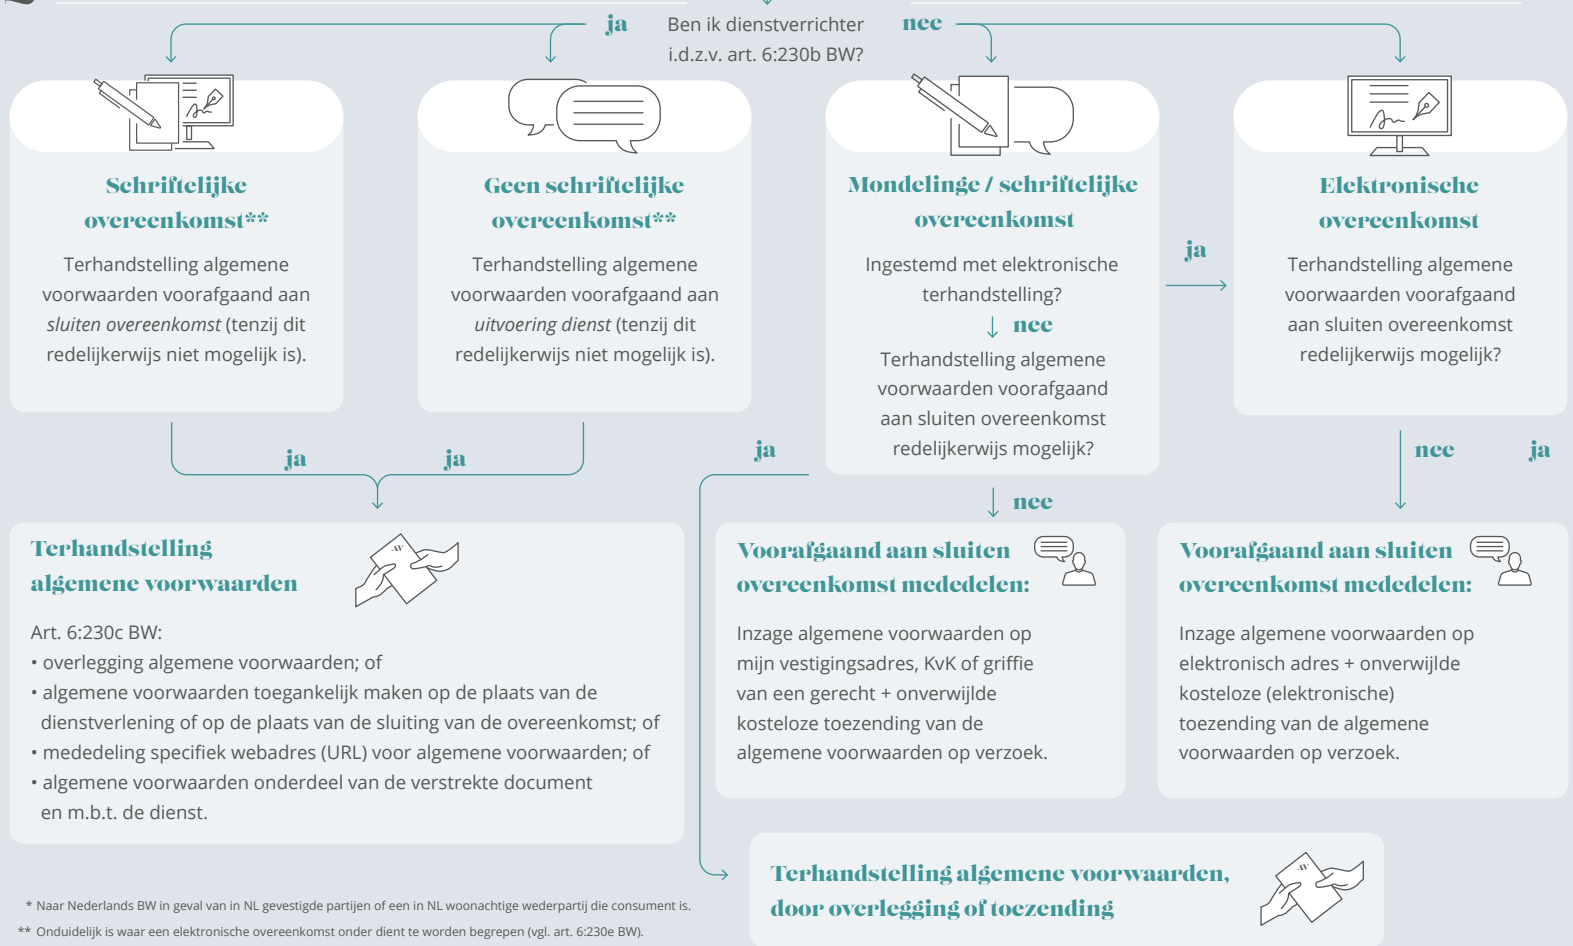 ja
Ben ik dienstverrichter
i.d.z.v. art. 6:230b BW?
nee
Schriftelijke
overeenkomst**
Terhandstelling algemene
voorwaarden voorafgaand aan
sluiten overeenkomst (tenzij dit
redelijkerwijs niet mogelijk is).
Geen schriftelijke
overeenkomst**
Terhandstelling algemene
voorwaarden voorafgaand aan
uitvoering dienst (tenzij dit
redelijkerwijs niet mogelijk is).
Mondelinge / schriftelijke
overeenkomst
Ingestemd met elektronische
terhandstelling?
nee
Terhandstelling algemene
voorwaarden voorafgaand
aan sluiten overeenkomst
redelijkerwijs mogelijk?
ja
Elektronische
overeenkomst
Terhandstelling algemene
voorwaarden voorafgaand
aan sluiten overeenkomst
redelijkerwijs mogelijk?
ja
ja
ja
nee
nee
ja
Terhandstelling
algemene voorwaarden
AV
Art. 6:230c BW:
• overlegging algemene voorwaarden; of
• algemene voorwaarden toegankelijk maken op de plaats van de
dienstverlening of op de plaats van de sluiting van de overeenkomst; of
• mededeling specifiek webadres (URL) voor algemene voorwaarden; of
• algemene voorwaarden onderdeel van de verstrekte document
en m.b.t. de dienst.
Voorafgaand aan sluiten
overeenkomst mededelen:
Inzage algemene voorwaarden op
mijn vestigingsadres, KvK of griffie
van een gerecht + onverwijlde
kosteloze toezending van de
algemene voorwaarden op verzoek.
Voorafgaand aan sluiten
overeenkomst mededelen:
Inzage algemene voorwaarden op
elektronisch adres + onverwijlde
kosteloze (elektronische)
toezending van de algemene
voorwaarden op verzoek.
Terhandstelling algemene voorwaarden,
door overlegging of toezending
AV
* Naar Nederlands BW in geval van in NL gevestigde partijen of een in NL woonachtige wederpartij die consument is.
** Onduidelijk is waar een elektronische overeenkomst onder dient te worden begrepen (vgl. art. 6:230e BW).